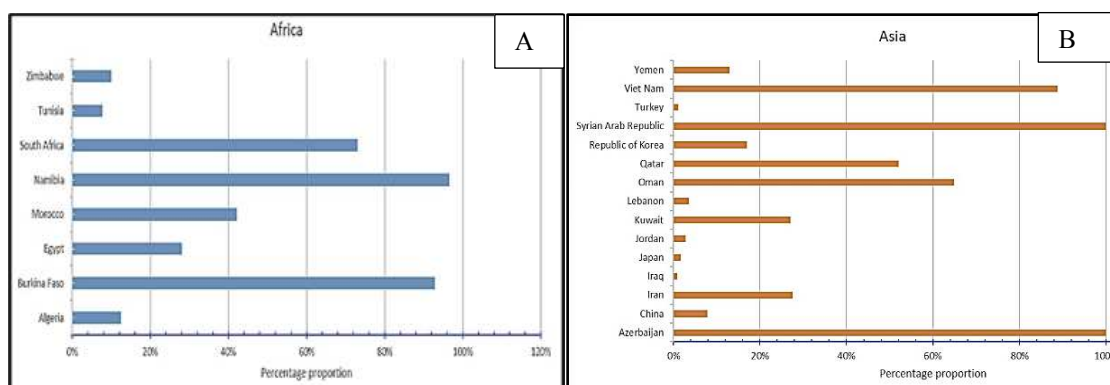 Africa
A
Zimbabue
Tunisia
South Africa
Namibia
Morocco
Egypt
Burkina Faso
Algeria
0% 20% 40% 60% 80% 100% 120%
Percentage proportion
Asia
B
Yemen
Viet Nam
Turkey
Syrian Arab Republic
Republic of Korea
Qatar
Oman
Lebanon
Kuwait
Jordan
Japan
Iraq
Iran
China
Azerbaijan
0% 20% 40% 60% 80% 100
Percentage proportion